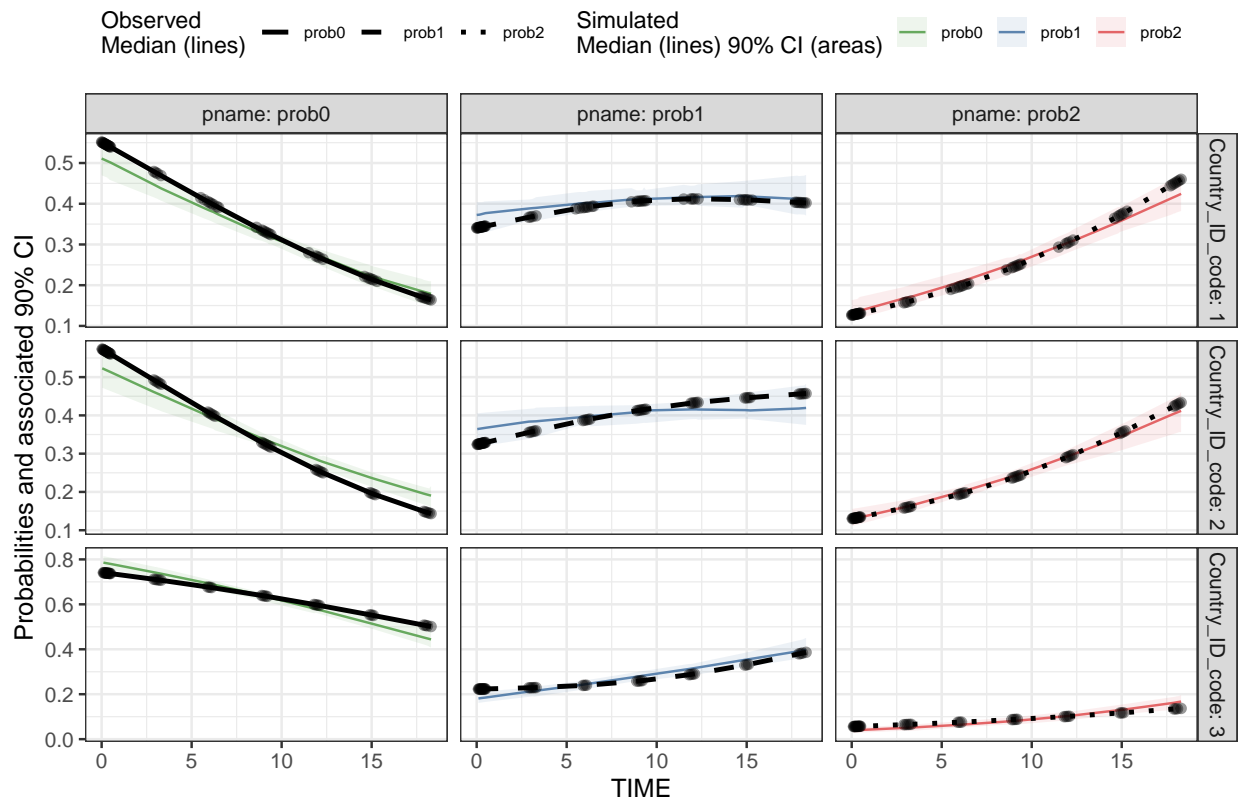 Observed
Median (lines)
prob0 prob1 prob2
Simulated
Median (lines) 90% CI (areas)
prob0 prob1 prob2
pname: prob0 pname: prob1 pname: prob2
Probabilities and associated 90% CI
0.5
0.4
0.3
0.2
0.1
Country_ID_code: 1
0.5
0.4
0.3
0.2
0.1
Country_ID_code: 2
0.8
0.6
0.4
0.2
0.0
Country_ID_code: 3
0 5 10 15 0 5 10 15 0 5 10 15
TIME